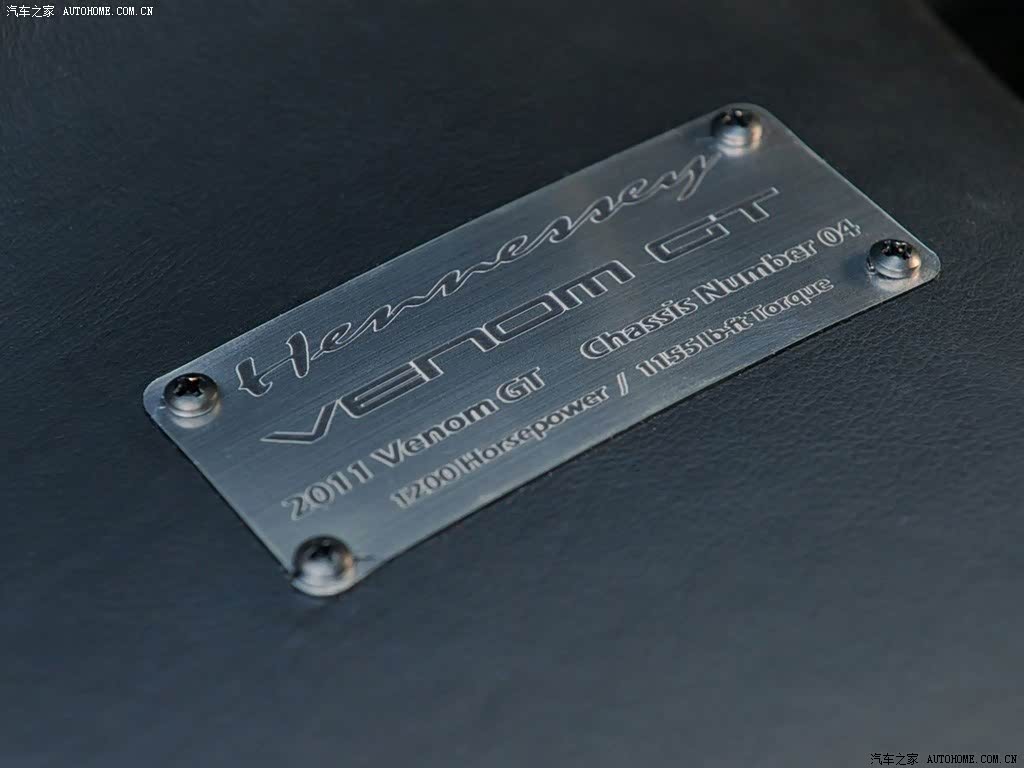 汽车之家 AUTOHOME.COM.CN
Hennessey
VENOM GT
2011 Venom GT Chassis Number 04
1200 Horsepower / 1155 lb-ft Torque
汽车之家 AUTOHOME.COM.CN